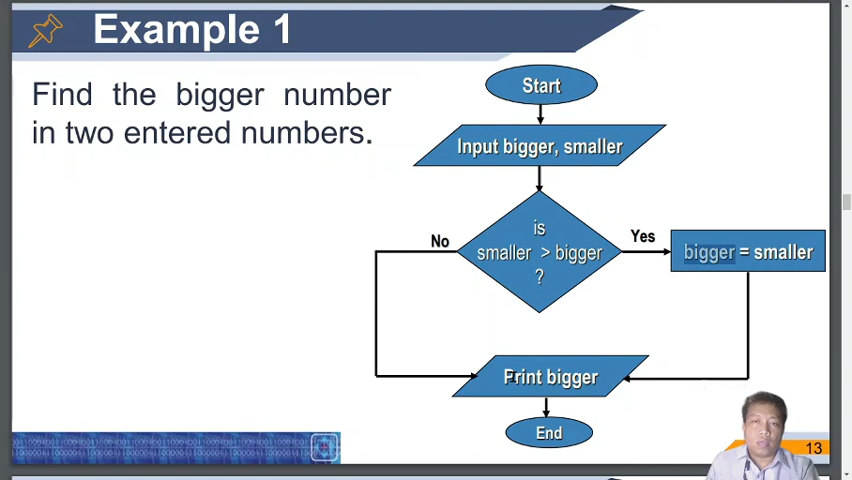 Example 1
Find the bigger number
in two entered numbers.
Start
Input bigger, smaller
is
smaller > bigger
?
No
Yes
bigger = smaller
Print bigger
End
13